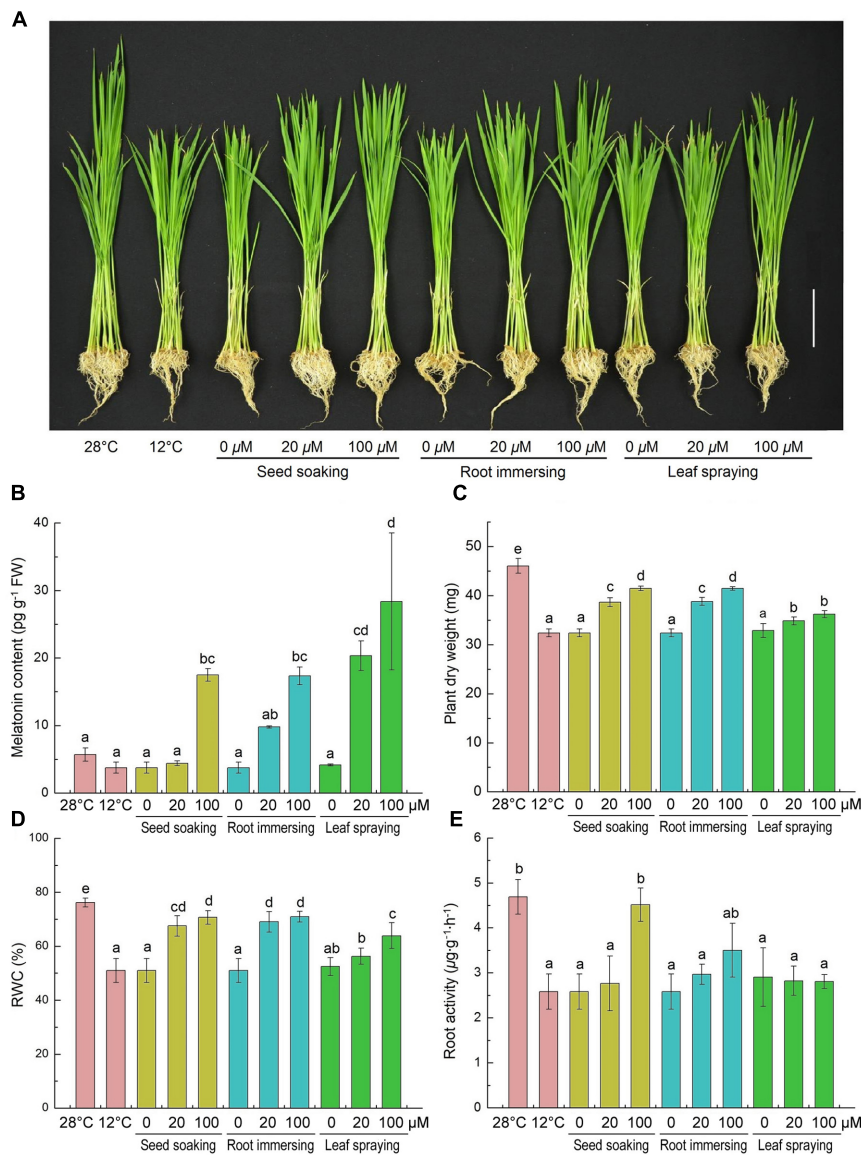 A
28°C 12°C 0 µM 20 µM 100 µM 0 µM 20 µM 100 µM 0 µM 20 µM 100 µM
Seed soaking Root immersing Leaf spraying
B
Melatonin content (pg g⁻¹ FW)
40
30
20
10
0
a a a a bc a ab bc a cd d
28°C 12°C 0 20 100 0 20 100 0 20 100 µM
Seed soaking Root immersing Leaf spraying
C
Plant dry weight (mg)
50
40
30
20
10
0
e a a c d a c d a b b
28°C 12°C 0 20 100 0 20 100 0 20 100 µM
Seed soaking Root immersing Leaf spraying
D
RWC (%)
100
80
60
40
20
0
e a a cd d a d d ab b c
28°C 12°C 0 20 100 0 20 100 0 20 100 µM
Seed soaking Root immersing Leaf spraying
E
Root activity (µg·g⁻¹·h⁻¹)
6
5
4
3
2
1
0
b a a a b a a ab a a a
28°C 12°C 0 20 100 0 20 100 0 20 100 µM
Seed soaking Root immersing Leaf spraying